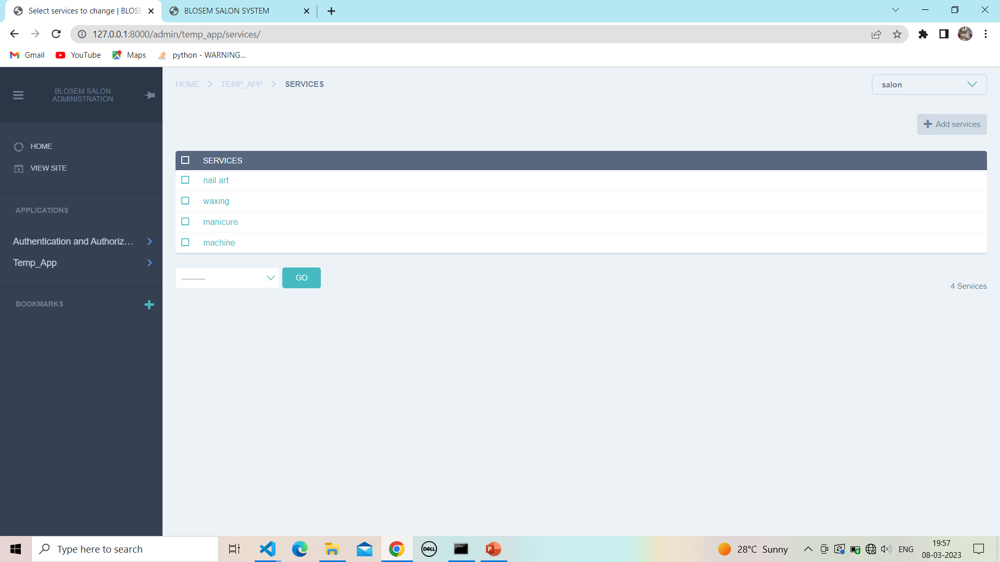 Select services to change | BLOSE
BLOSEM SALON SYSTEM
127.0.0.1:8000/admin/temp_app/services/
Gmail
YouTube
Maps
python - WARNING...
BLOSEM SALON
ADMINISTRATION
HOME
VIEW SITE
APPLICATIONS
Authentication and Authoriz...
Temp_App
BOOKMARKS
HOME
TEMP_APP
SERVICES
salon
Add services
SERVICES
nail art
waxing
manicure
machine
---------
GO
4 Services
Type here to search
DELL
28°C Sunny
ENG
19:57
08-03-2023